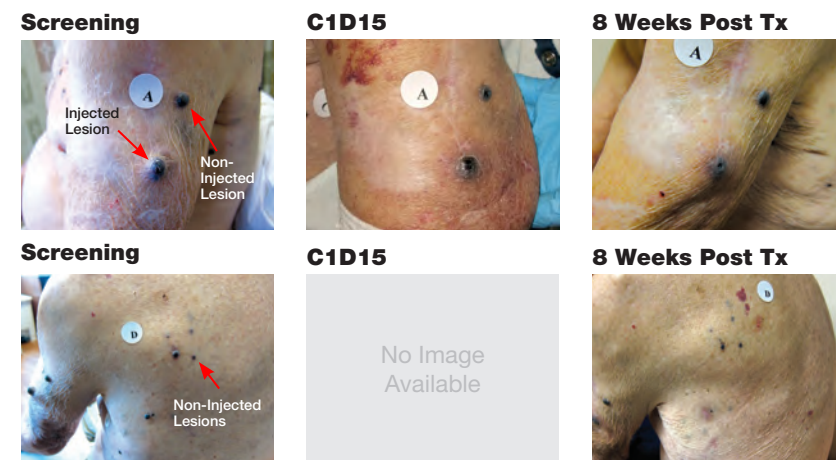 Screening
C1D15
8 Weeks Post Tx
A
Injected
Lesion
Non-
Injected
Lesion
A
A
Screening
C1D15
8 Weeks Post Tx
D
Non-Injected
Lesions
No Image
Available
D